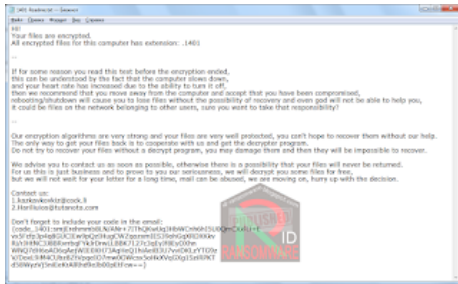 1401-Readme.txt — Блокнот
Файл Правка Формат Вид Справка
Hi!
Your files are encrypted.
All encrypted files for this computer has extension: .1401
--
If for some reason you read this text before the encryption ended,
this can be understood by the fact that the computer slows down,
and your heart rate has increased due to the ability to turn it off,
then we recommend that you move away from the computer and accept that you have been compromised,
rebooting/shutdown will cause you to lose files without the possibility of recovery and even god will not be able to help you,
it could be files on the network belonging to other users, sure you want to take that responsibility?
--
Our encryption algorithms are very strong and your files are very well protected, you can't hope to recover them without our help.
The only way to get your files back is to cooperate with us and get the decrypter program.
Do not try to recover your files without a decrypt program, you may damage them and then they will be impossible to recover.
We advise you to contact us as soon as possible, otherwise there is a possibility that your files will never be returned.
For us this is just business and to prove to you our seriousness, we will decrypt you some files for free,
but we will not wait for your letter for a long time, mail can be abused, we are moving on, hurry up with the decision.
Contact us:
Don't forget to include your code in the email:
RANSOMWARE
ID